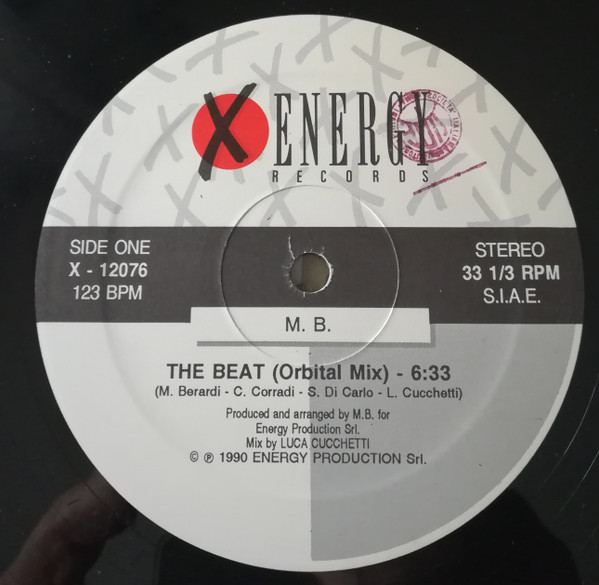 X ENERGY
RECORDS
SIDE ONE
X - 12076
123 BPM
STEREO
33 1/3 RPM
S.I.A.E.
M. B.
THE BEAT (Orbital Mix) - 6:33
(M. Berardi - C. Corradi - S. Di Carlo - L. Cucchetti)
Produced and arranged by M.B. for
Energy Production Srl.
Mix by LUCA CUCCHETTI
© ℗ 1990 ENERGY PRODUCTION Srl.